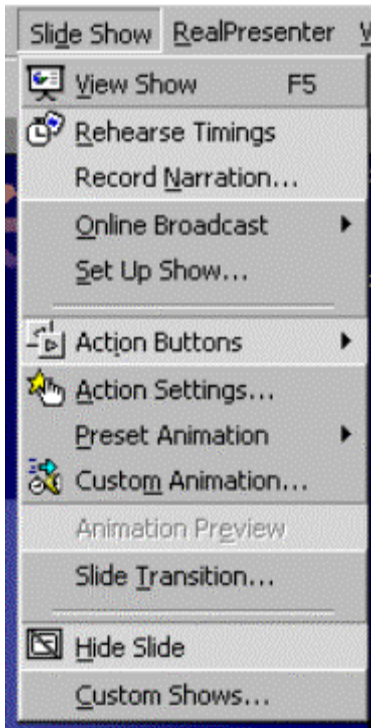 Slide Show RealPresenter
View Show F5
Rehearse Timings
Record Narration...
Online Broadcast
Set Up Show...
Action Buttons
Action Settings...
Preset Animation
Custom Animation...
Animation Preview
Slide Transition...
Hide Slide
Custom Shows...